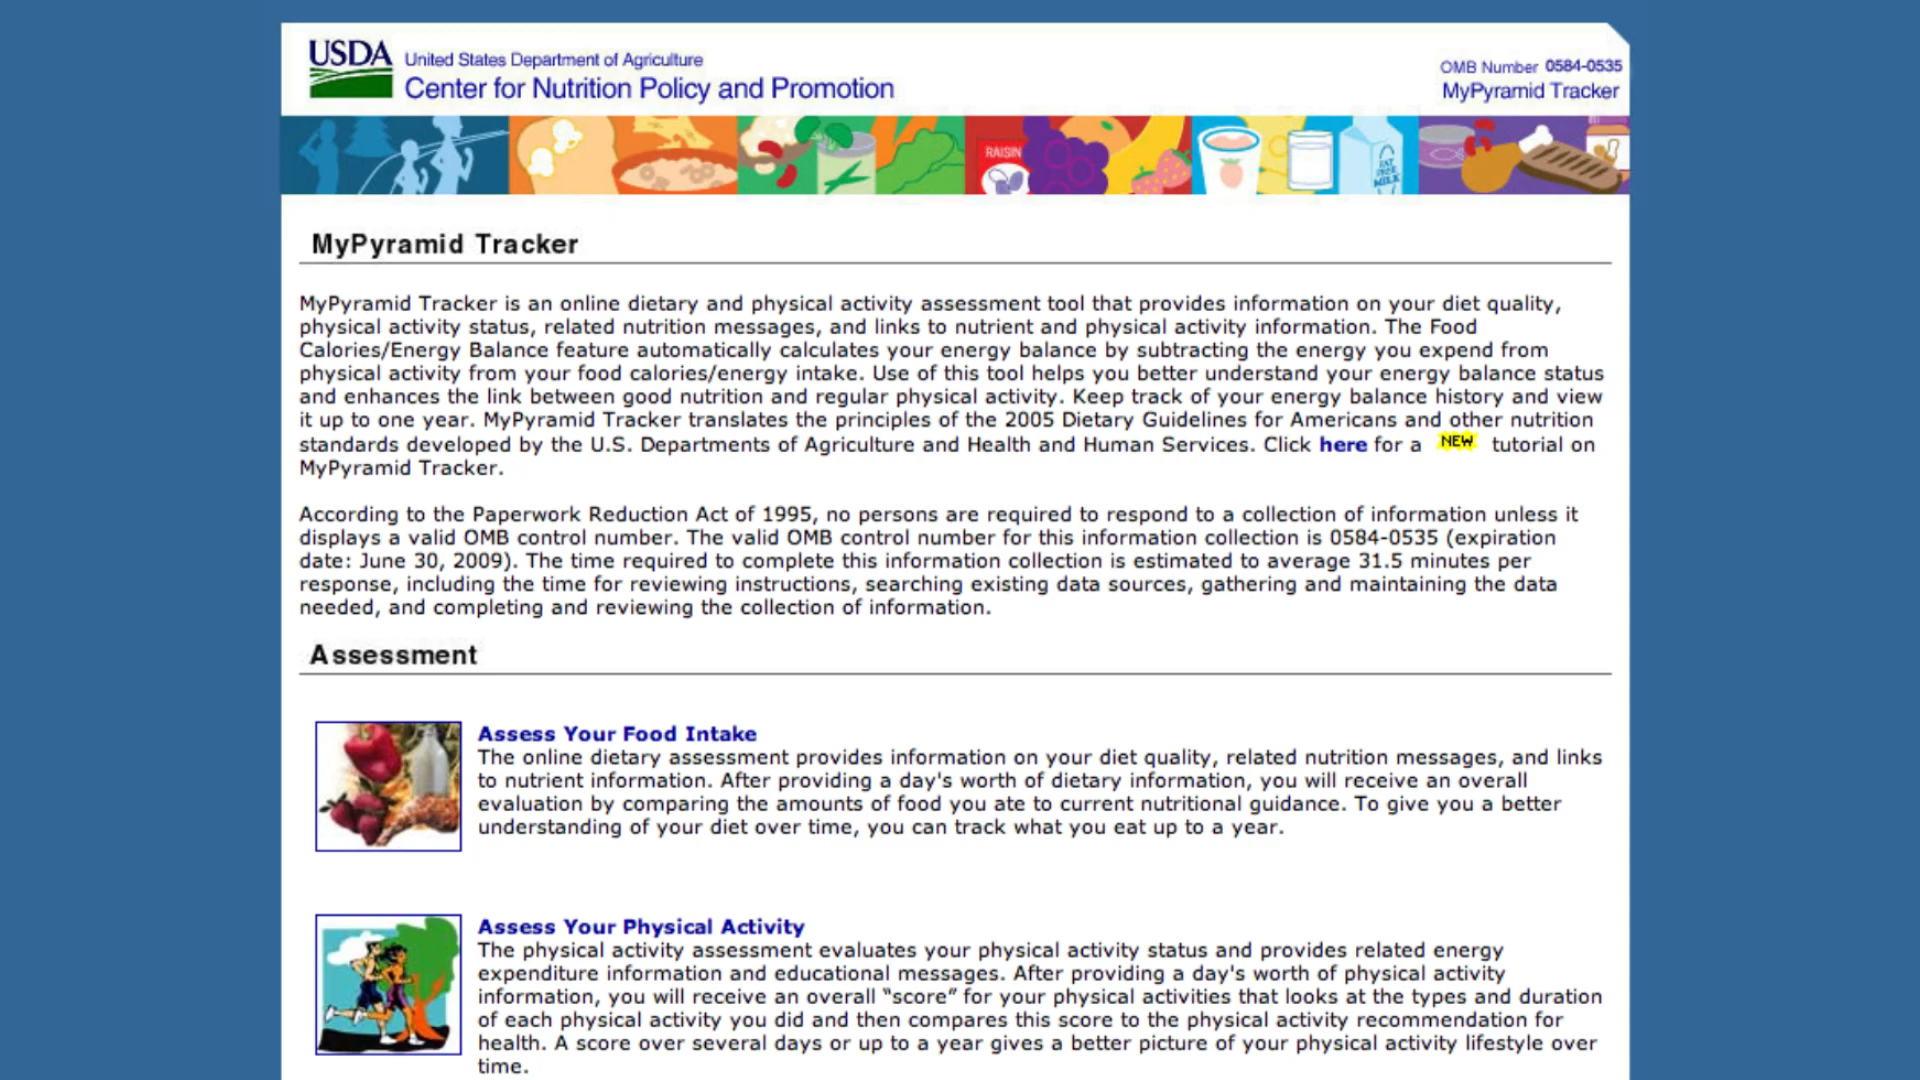 USDA
United States Department of Agriculture
Center for Nutrition Policy and Promotion
OMB Number 0584-0535
MyPyramid Tracker
RAISIN
FAT
FREE
MILK
MyPyramid Tracker
MyPyramid Tracker is an online dietary and physical activity assessment tool that provides information on your diet quality,
physical activity status, related nutrition messages, and links to nutrient and physical activity information. The Food
Calories/Energy Balance feature automatically calculates your energy balance by subtracting the energy you expend from
physical activity from your food calories/energy intake. Use of this tool helps you better understand your energy balance status
and enhances the link between good nutrition and regular physical activity. Keep track of your energy balance history and view
it up to one year. MyPyramid Tracker translates the principles of the 2005 Dietary Guidelines for Americans and other nutrition
standards developed by the U.S. Departments of Agriculture and Health and Human Services. Click here for a NEW tutorial on
MyPyramid Tracker.
According to the Paperwork Reduction Act of 1995, no persons are required to respond to a collection of information unless it
displays a valid OMB control number. The valid OMB control number for this information collection is 0584-0535 (expiration
date: June 30, 2009). The time required to complete this information collection is estimated to average 31.5 minutes per
response, including the time for reviewing instructions, searching existing data sources, gathering and maintaining the data
needed, and completing and reviewing the collection of information.
Assessment
Assess Your Food Intake
The online dietary assessment provides information on your diet quality, related nutrition messages, and links
to nutrient information. After providing a day's worth of dietary information, you will receive an overall
evaluation by comparing the amounts of food you ate to current nutritional guidance. To give you a better
understanding of your diet over time, you can track what you eat up to a year.
Assess Your Physical Activity
The physical activity assessment evaluates your physical activity status and provides related energy
expenditure information and educational messages. After providing a day's worth of physical activity
information, you will receive an overall “score” for your physical activities that looks at the types and duration
of each physical activity you did and then compares this score to the physical activity recommendation for
health. A score over several days or up to a year gives a better picture of your physical activity lifestyle over
time.